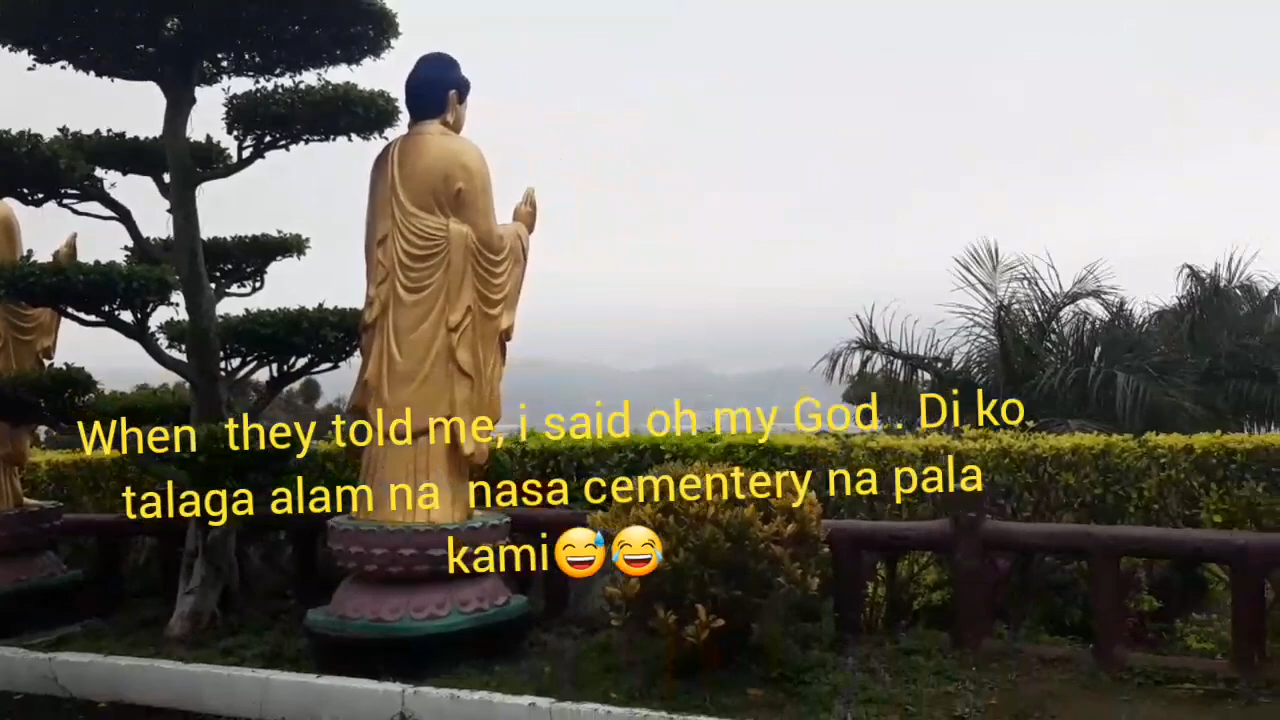 When they told me, i said oh my God . Di ko
talaga alam na nasa cementery na pala
kami😅😂